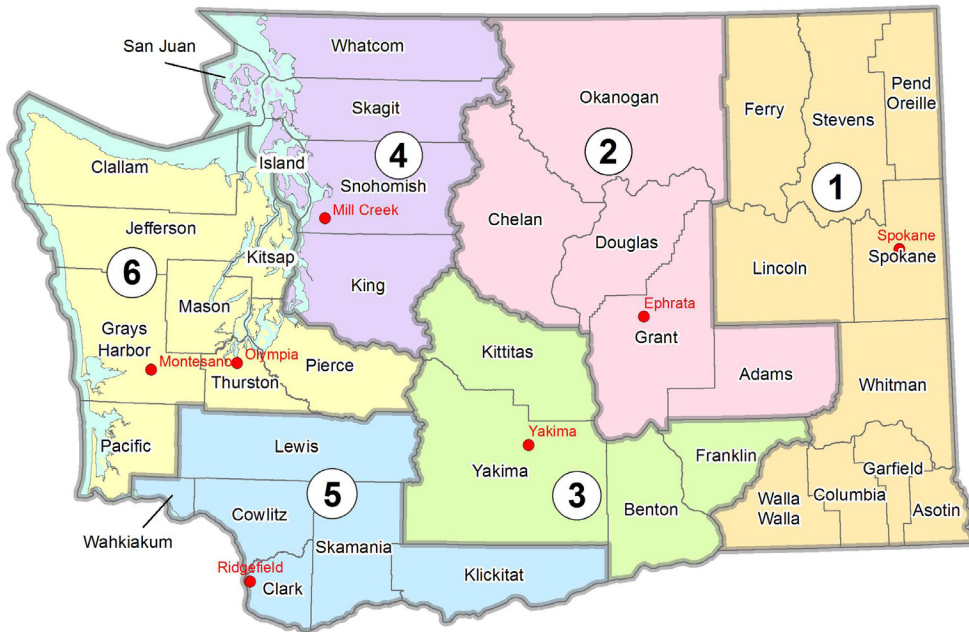 San Juan
Whatcom
Skagit
Island
4
Snohomish
Mill Creek
King
Okanogan
2
Chelan
Douglas
Ephrata
Grant
Adams
Ferry
Stevens
Pend
Oreille
1
Lincoln
Spokane
Spokane
Whitman
Garfield
Columbia
Walla
Walla
Asotin
Clallam
Jefferson
6
Kitsap
Mason
Grays
Harbor
Montesano
Olympia
Thurston
Pierce
Pacific
Kittitas
Yakima
Yakima
3
Benton
Franklin
Lewis
5
Wahkiakum
Cowlitz
Skamania
Ridgefield
Clark
Klickitat